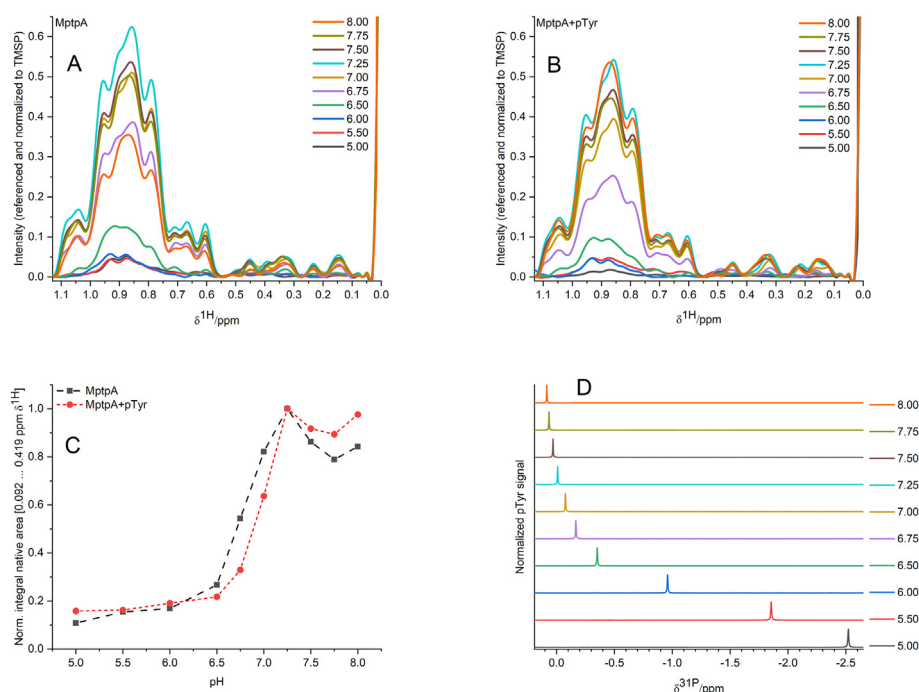 MptpA
A
8.00
7.75
7.50
7.25
7.00
6.75
6.50
6.00
5.50
5.00
Intensity (referenced and normalized to TMSP)
0.6
0.5
0.4
0.3
0.2
0.1
0.0
1.1 1.0 0.9 0.8 0.7 0.6 0.5 0.4 0.3 0.2 0.1 0.0
δ¹H/ppm
MptpA+pTyr
B
8.00
7.75
7.50
7.25
7.00
6.75
6.50
6.00
5.50
5.00
Intensity (referenced and normalized to TMSP)
0.6
0.5
0.4
0.3
0.2
0.1
0.0
1.1 1.0 0.9 0.8 0.7 0.6 0.5 0.4 0.3 0.2 0.1 0.0
δ¹H/ppm
MptpA
MptpA+pTyr
C
Norm. integral native area [0.092 ... 0.419 ppm δ¹H]
1.0
0.8
0.6
0.4
0.2
0.0
5.0 5.5 6.0 6.5 7.0 7.5 8.0
pH
D
Normalized pTyr signal
8.00
7.75
7.50
7.25
7.00
6.75
6.50
6.00
5.50
5.00
0.0 -0.5 -1.0 -1.5 -2.0 -2.5
δ³¹P/ppm